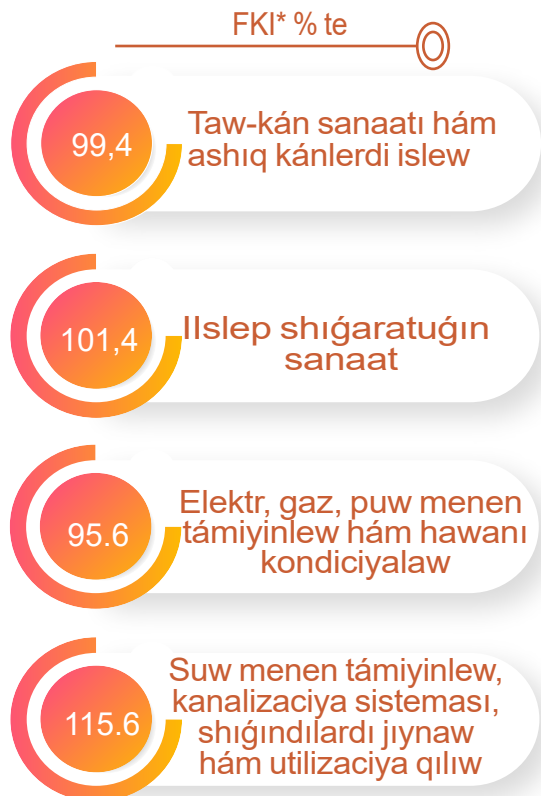 FKI* % te
99,4
Taw-kán sanaatı hám
ashıq kánlerdi islew
101,4
IIslep shıǵaratuǵın
sanaat
95.6
Elektr, gaz, puw menen
támiyinlew hám hawanı
kondiciyalaw
115.6
Suw menen támiyinlew,
kanalizaciya sisteması,
shıǵındılardı jıynaw
hám utilizaciya qılıw